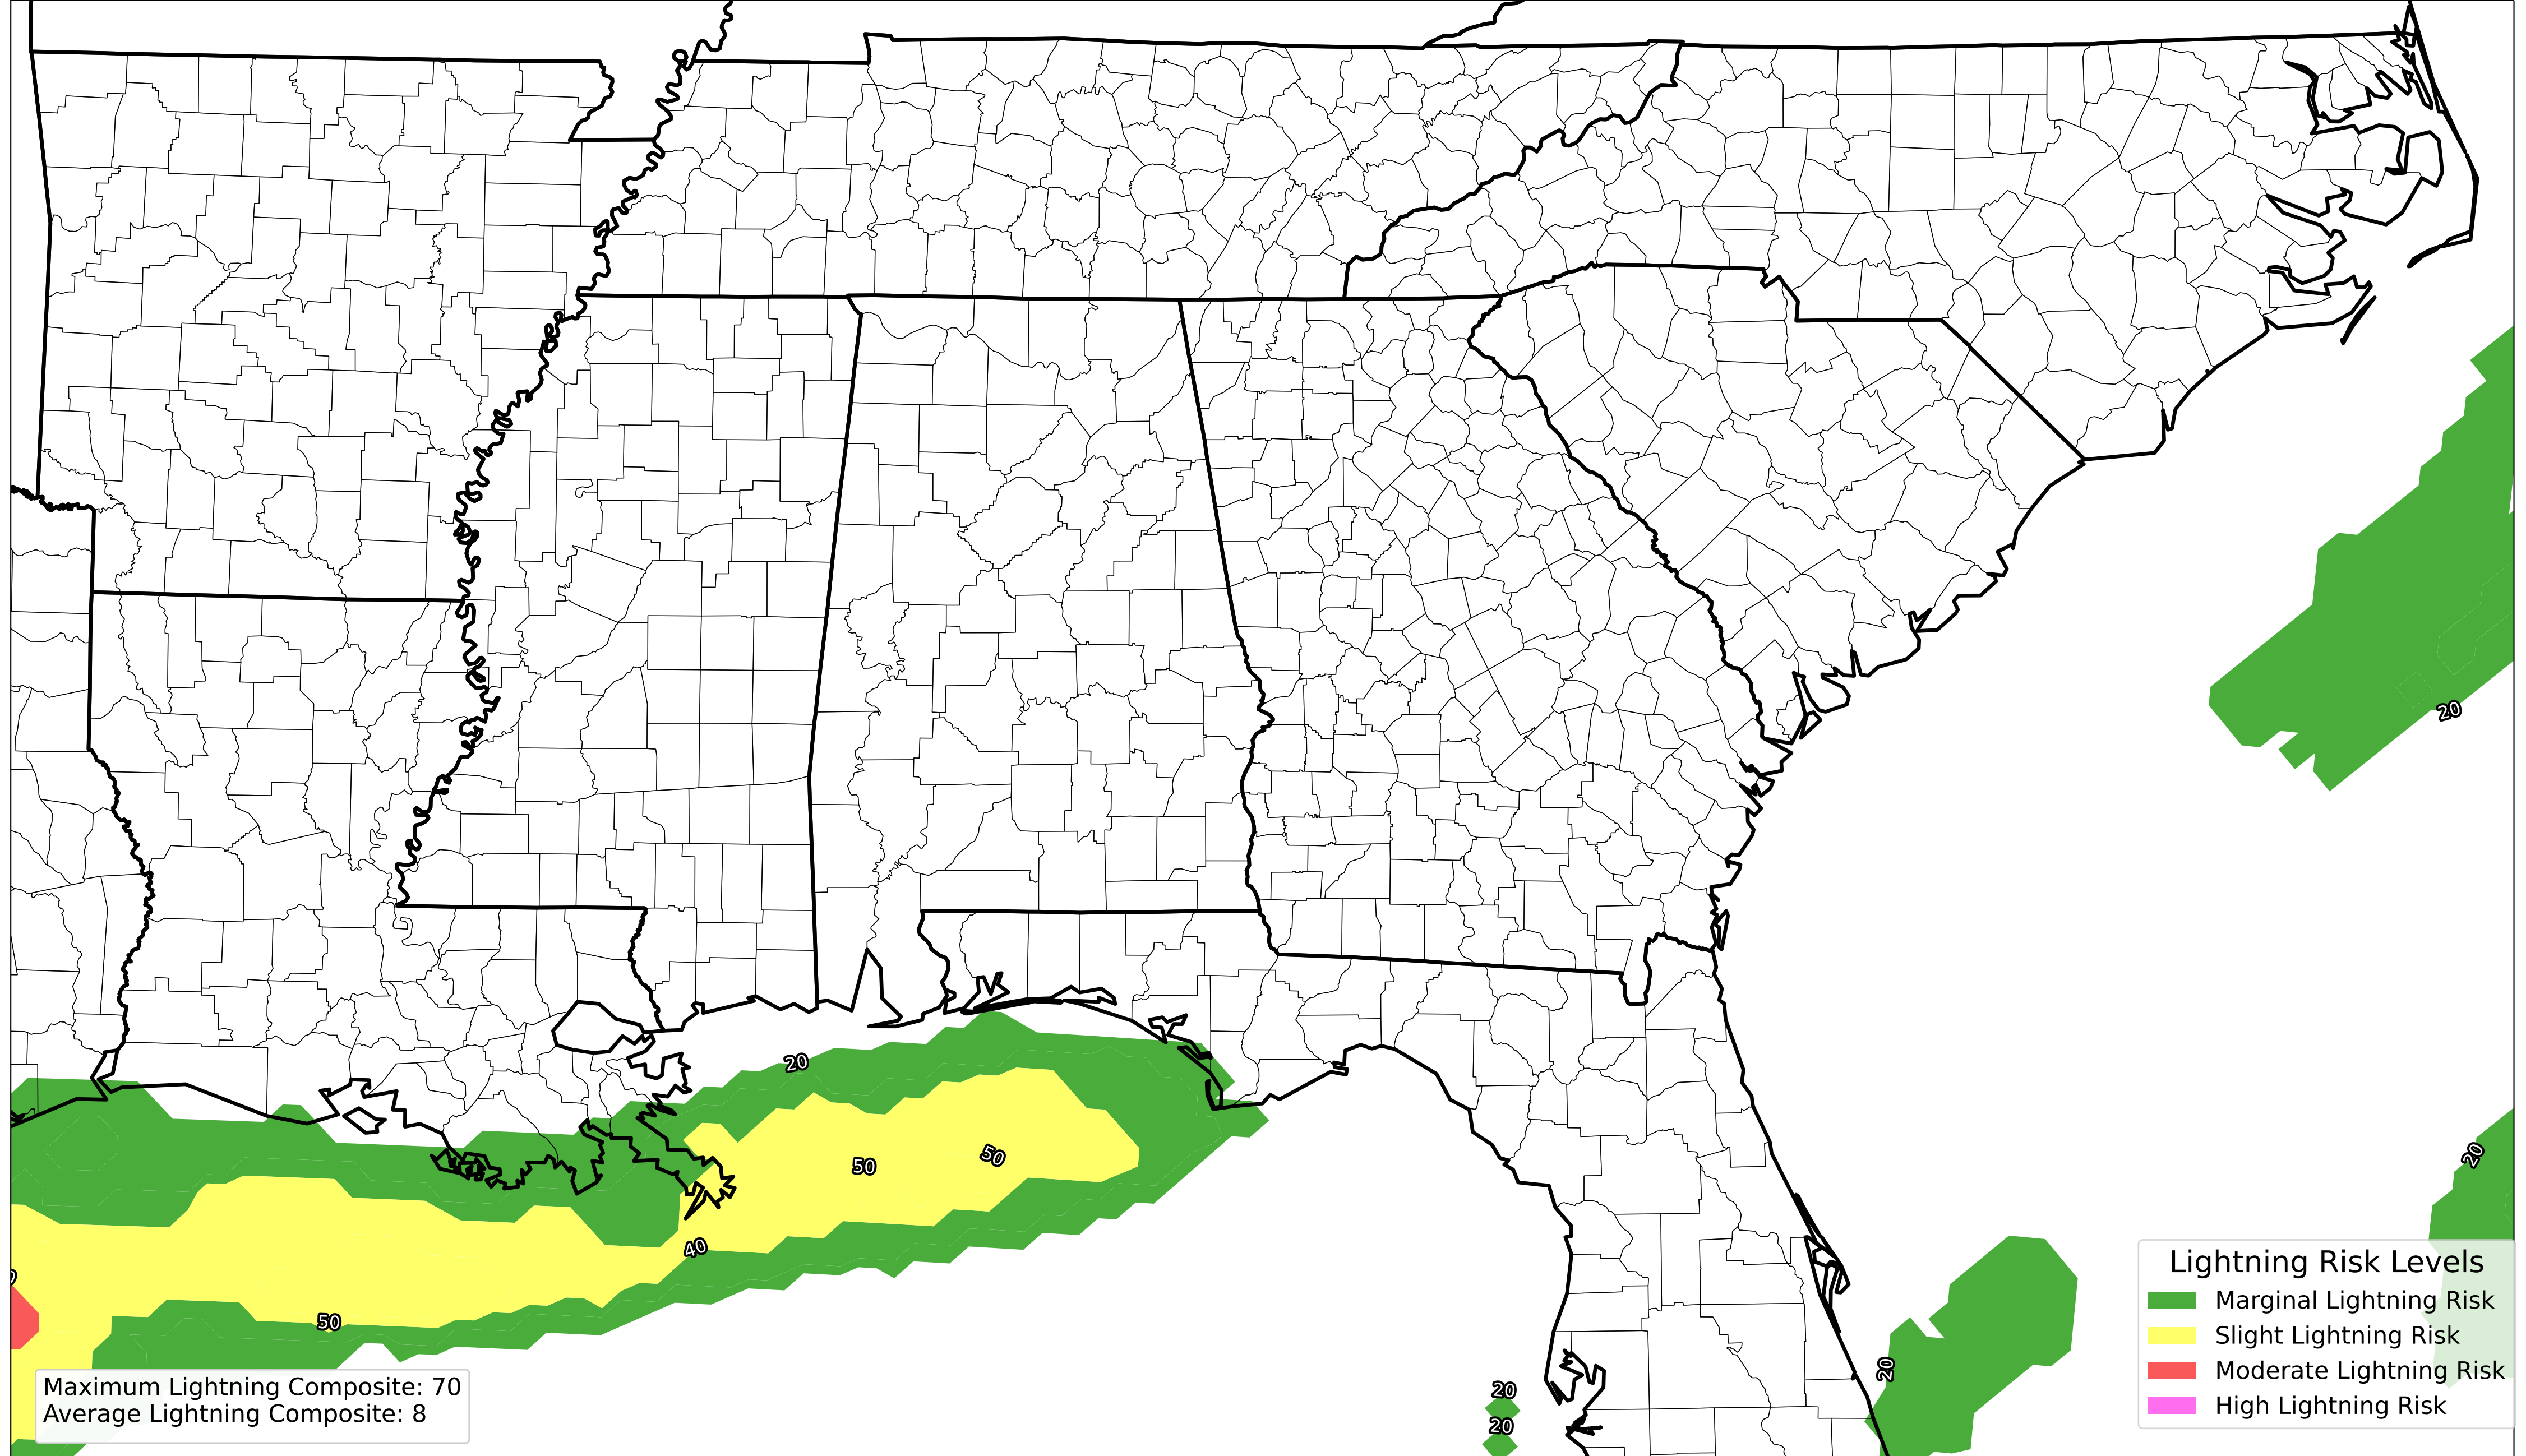 20
20
20
50
50
40
50
20
20
20
Lightning Risk Levels
Marginal Lightning Risk
Slight Lightning Risk
Moderate Lightning Risk
High Lightning Risk
Maximum Lightning Composite: 70
Average Lightning Composite: 8